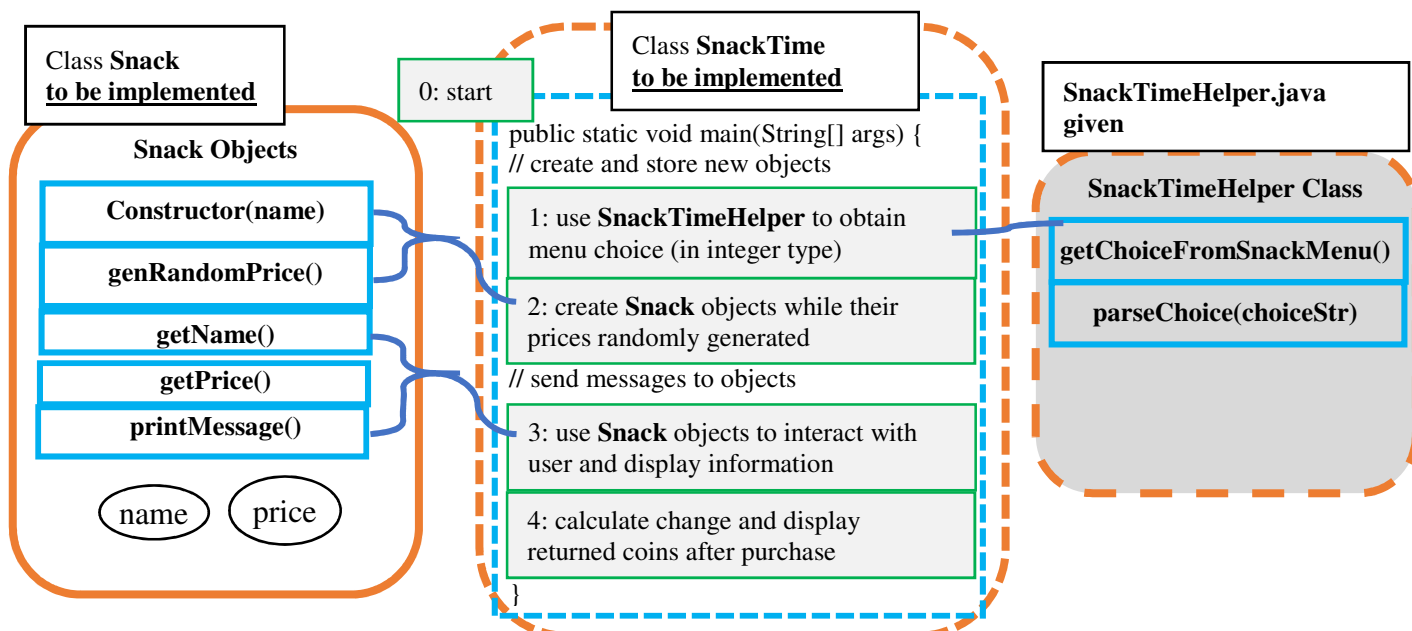 Class Snack
to be implemented
Snack Objects
Constructor(name)
genRandomPrice()
getName()
getPrice()
printMessage()
name
price
0: start
Class SnackTime
to be implemented
public static void main(String[] args) {
// create and store new objects
1: use SnackTimeHelper to obtain
menu choice (in integer type)
2: create Snack objects while their
prices randomly generated
// send messages to objects
3: use Snack objects to interact with
user and display information
4: calculate change and display
returned coins after purchase
}
SnackTimeHelper.java
given
SnackTimeHelper Class
getChoiceFromSnackMenu()
parseChoice(choiceStr)